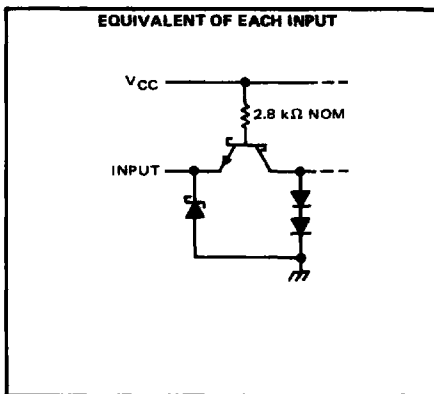 EQUIVALENT OF EACH INPUT
VCC
2.8 kΩ NOM
INPUT